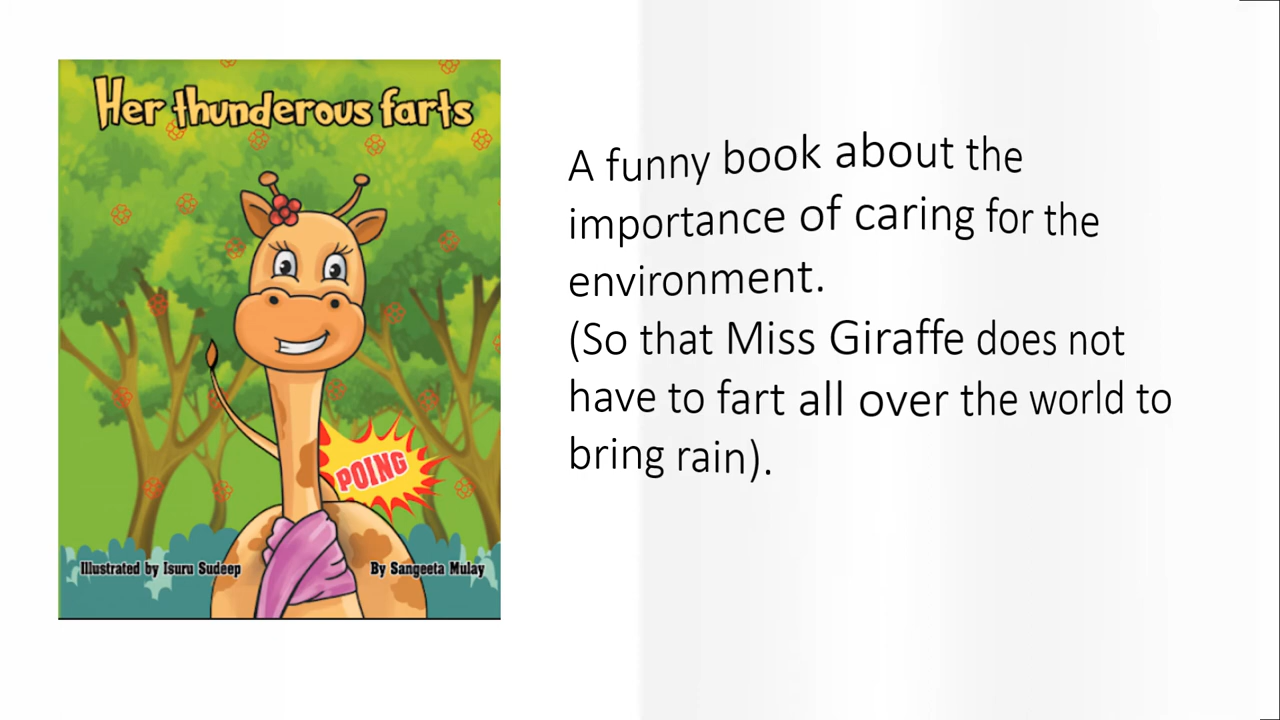 Her thunderous farts
POING
Illustrated by Isuru Sudeep
By Sangeeta Mulay
A funny book about the
importance of caring for the
environment.
(So that Miss Giraffe does not
have to fart all over the world to
bring rain).